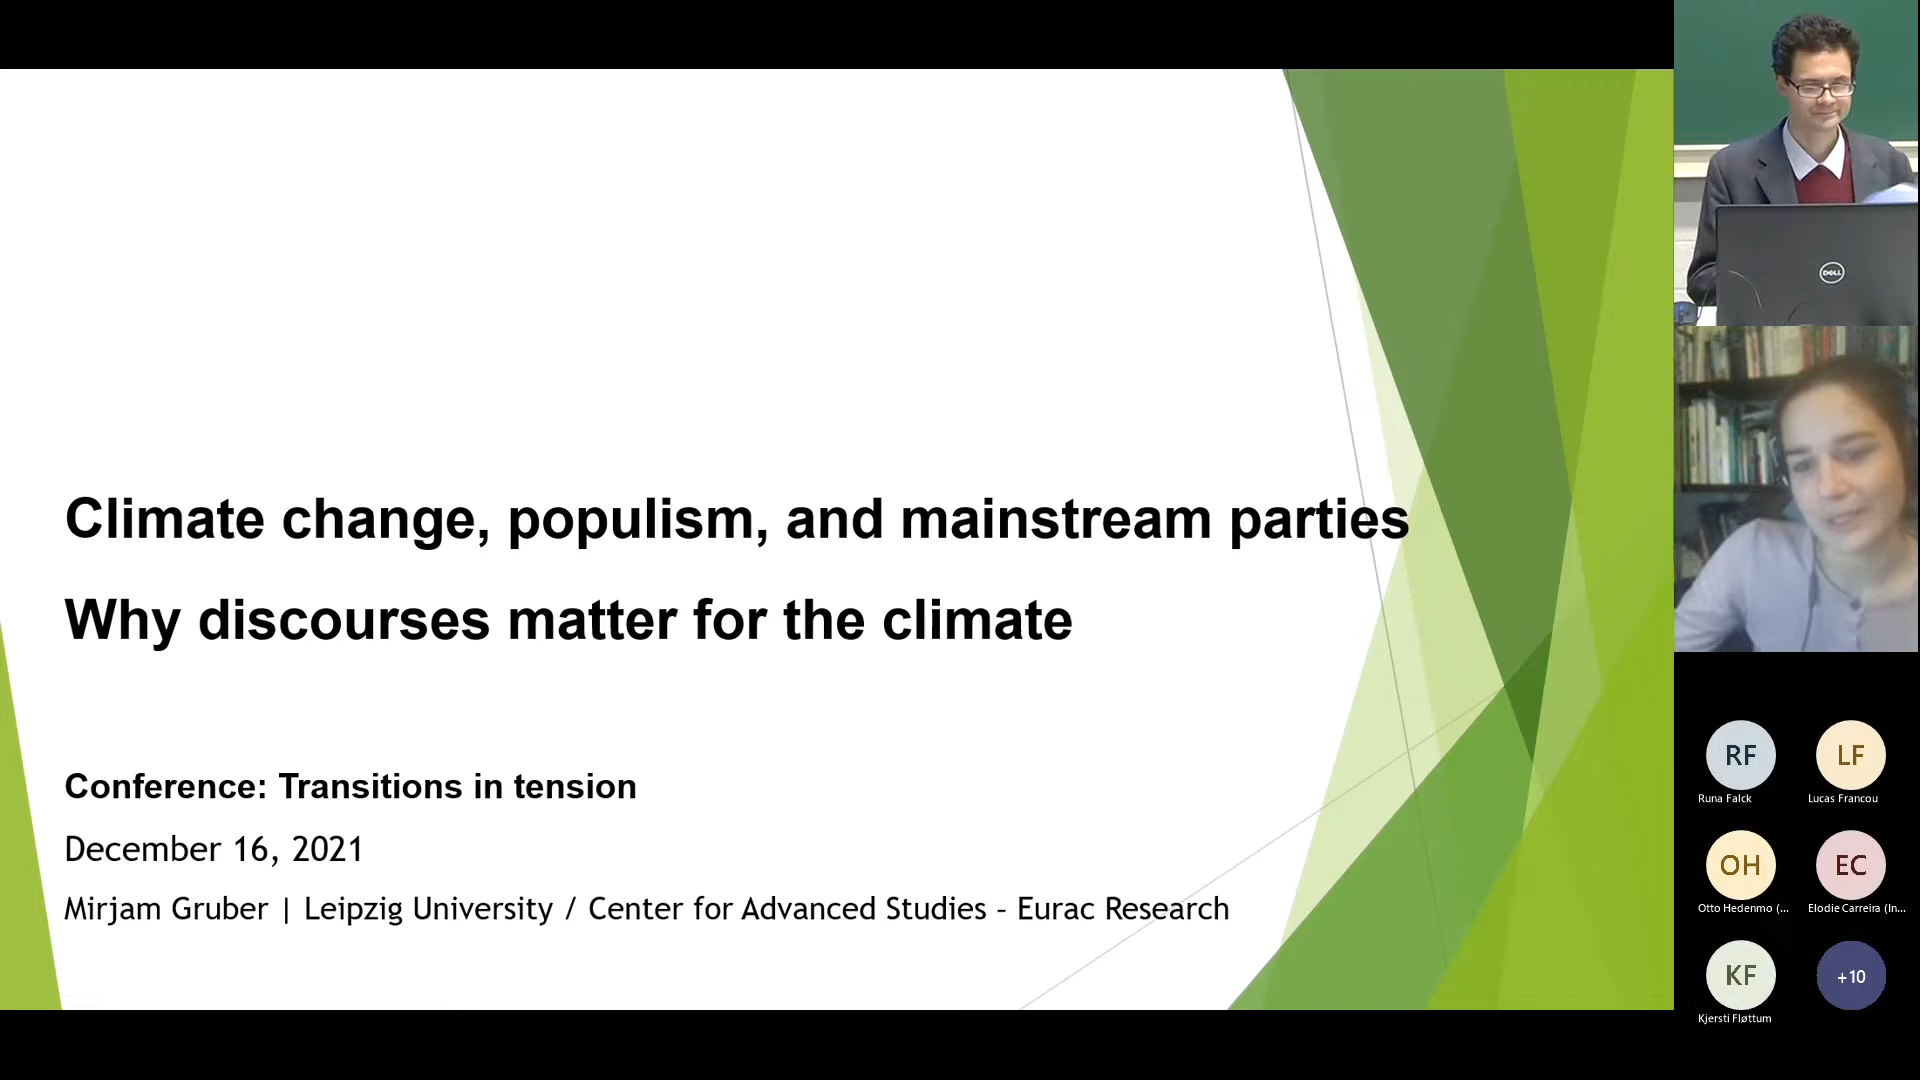 Climate change, populism, and mainstream parties
Why discourses matter for the climate
Conference: Transitions in tension
December 16, 2021
Mirjam Gruber | Leipzig University / Center for Advanced Studies – Eurac Research
DELL
RF
LF
Runa Falck
Lucas Francou
OH
EC
Otto Hedenmo (...
Elodie Carreira (In...
KF
+10
Kjersti Fløttum